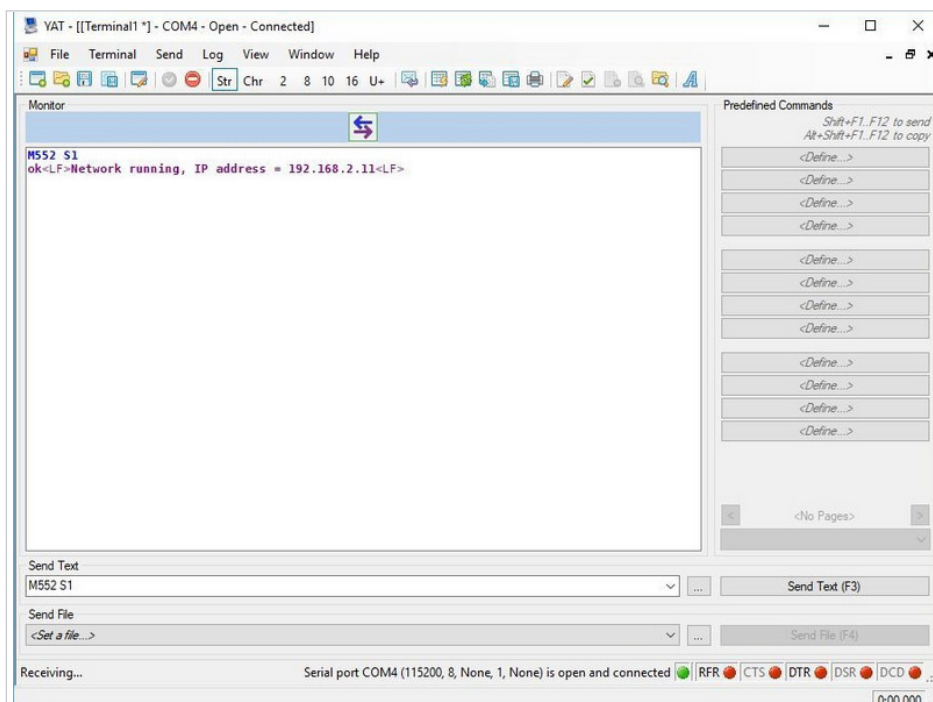 YAT - [[Terminal1 *] - COM4 - Open - Connected]
File Terminal Send Log View Window Help
Str Chr 2 8 10 16 U+
Monitor
M552 S1
ok<LF>Network running, IP address = 192.168.2.11<LF>
Predefined Commands
Shift+F1..F12 to send
Alt+Shift+F1..F12 to copy
<Define...>
<Define...>
<Define...>
<Define...>
<Define...>
<Define...>
<Define...>
<Define...>
<Define...>
<Define...>
<Define...>
<Define...>
< <No Pages> >
Send Text
M552 S1 ... Send Text (F3)
Send File
<Set a file...> ... Send File (F4)
Receiving... Serial port COM4 (115200, 8, None, 1, None) is open and connected RFR CTS DTR DSR DCD
0:00.000